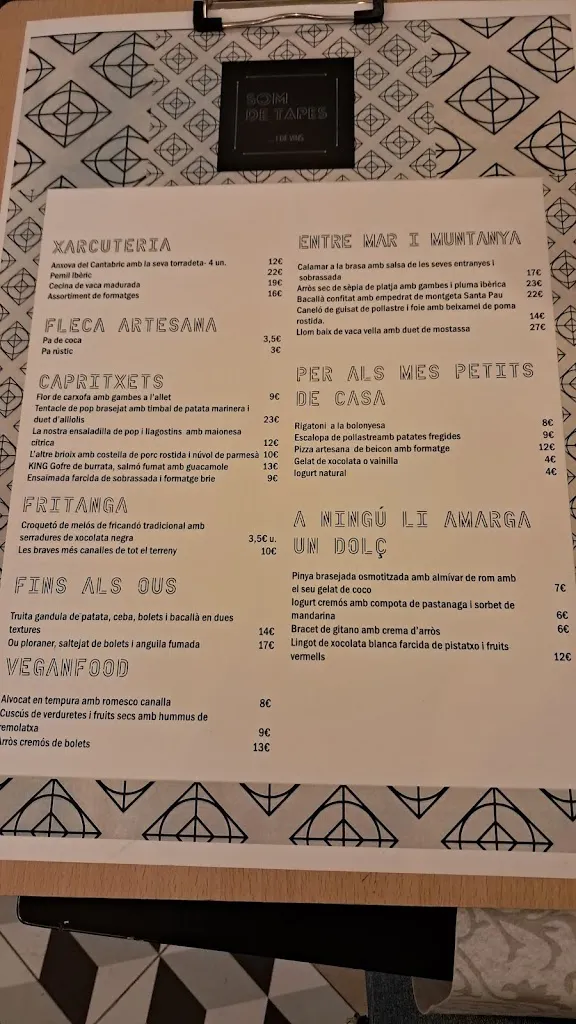 SOM
DE TAPES
XARCUTERIA
Anxova del Cantabric amb la seva torradeta- 4 un. 12€
Pernil Ibèric 22€
Cecina de vaca madurada 19€
Assortiment de formatges 16€
FLECA ARTESANA
Pa de coca 3,5€
Pa rústic 3€
CAPRITXETS
Flor de carxofa amb gambes a l'allet 9€
Tentacle de pop brasejat amb timbal de patata marinera i
duet d'alliolis 23€
La nostra ensaladilla de pop i llagostins amb maionesa
cítrica 12€
L'altre brioix amb costella de porc rostida i núvol de parmesà 10€
KING Gofre de burrata, salmó fumat amb guacamole 13€
Ensaïmada farcida de sobrassada i formatge brie 9€
FRITANGA
Croquetó de melós de fricandó tradicional amb
serradures de xocolata negra 3,5€ u.
Les braves més canalles de tot el terreny 10€
FINS ALS OUS
Truita gandula de patata, ceba, bolets i bacallà en dues
textures 14€
Ou ploraner, saltejat de bolets i anguila fumada 17€
VEGANFOOD
Alvocat en tempura amb romesco canalla 8€
Cuscús de verduretes i fruits secs amb hummus de
remolatxa 9€
Arròs cremós de bolets 13€
ENTRE MAR I MUNTANYA
Calamar a la brasa amb salsa de les seves entranyes i
sobrassada 17€
Arròs sec de sèpia de platja amb gambes i pluma ibèrica 23€
Bacallà confitat amb empedrat de mongeta Santa Pau 22€
Caneló de guisat de pollastre i foie amb beixamel de poma
rostida. 14€
Llom baix de vaca vella amb duet de mostassa 27€
PER ALS MES PETITS
DE CASA
Rigatoni a la bolonyesa 8€
Escalopa de pollastreamb patates fregides 9€
Pizza artesana de beicon amb formatge 12€
Gelat de xocolata o vainilla 4€
Iogurt natural 4€
A NINGÚ LI AMARGA
UN DOLÇ
Pinya brasejada osmotitzada amb almívar de rom amb
el seu gelat de coco 7€
Iogurt cremós amb compota de pastanaga i sorbet de
mandarina 6€
Bracet de gitano amb crema d'arròs 6€
Lingot de xocolata blanca farcida de pistatxo i fruits
vermells 12€